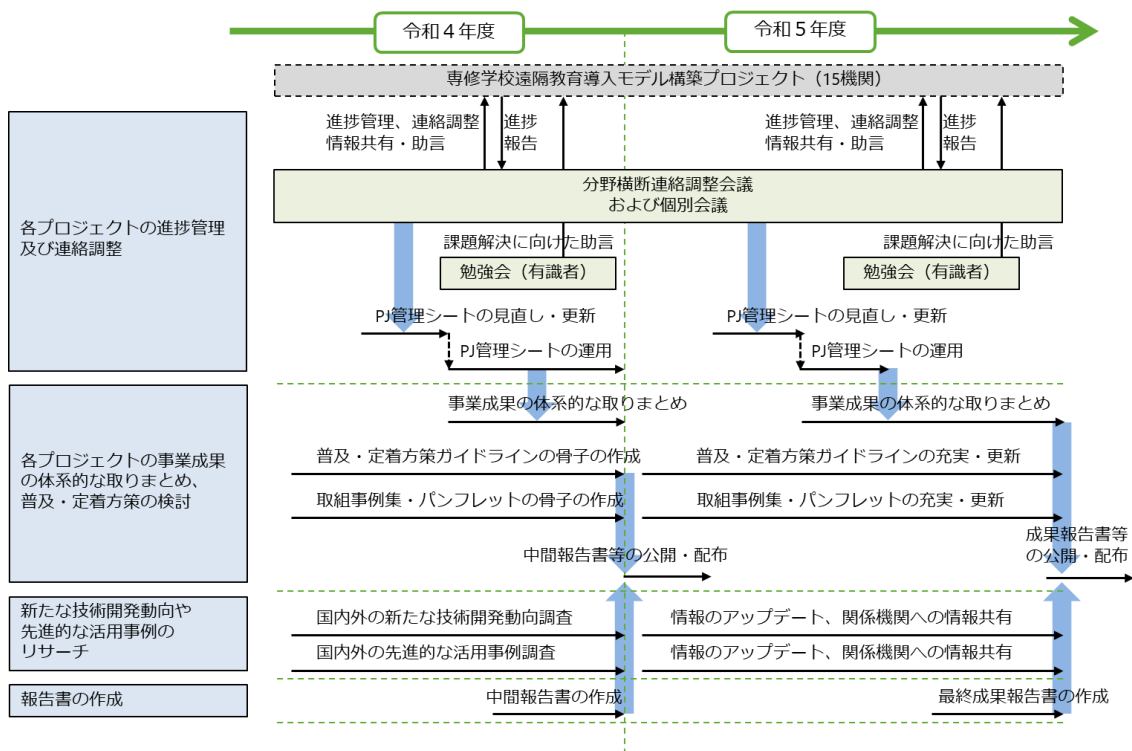 令和４年度
令和５年度
専修学校遠隔教育導入モデル構築プロジェクト（15機関）
各プロジェクトの進捗管理
及び連絡調整
進捗管理、連絡調整
情報共有・助言
進捗
報告
進捗管理、連絡調整
情報共有・助言
進捗
報告
分野横断連絡調整会議
および個別会議
課題解決に向けた助言
勉強会（有識者）
課題解決に向けた助言
勉強会（有識者）
PJ管理シートの見直し・更新
PJ管理シートの運用
PJ管理シートの見直し・更新
PJ管理シートの運用
各プロジェクトの事業成果
の体系的な取りまとめ、
普及・定着方策の検討
事業成果の体系的な取りまとめ
事業成果の体系的な取りまとめ
普及・定着方策ガイドラインの骨子の作成
普及・定着方策ガイドラインの充実・更新
取組事例集・パンフレットの骨子の作成
取組事例集・パンフレットの充実・更新
中間報告書等の公開・配布
成果報告書等
の公開・配布
新たな技術開発動向や
先進的な活用事例の
リサーチ
国内外の新たな技術開発動向調査
情報のアップデート、関係機関への情報共有
国内外の先進的な活用事例調査
情報のアップデート、関係機関への情報共有
報告書の作成
中間報告書の作成
最終成果報告書の作成